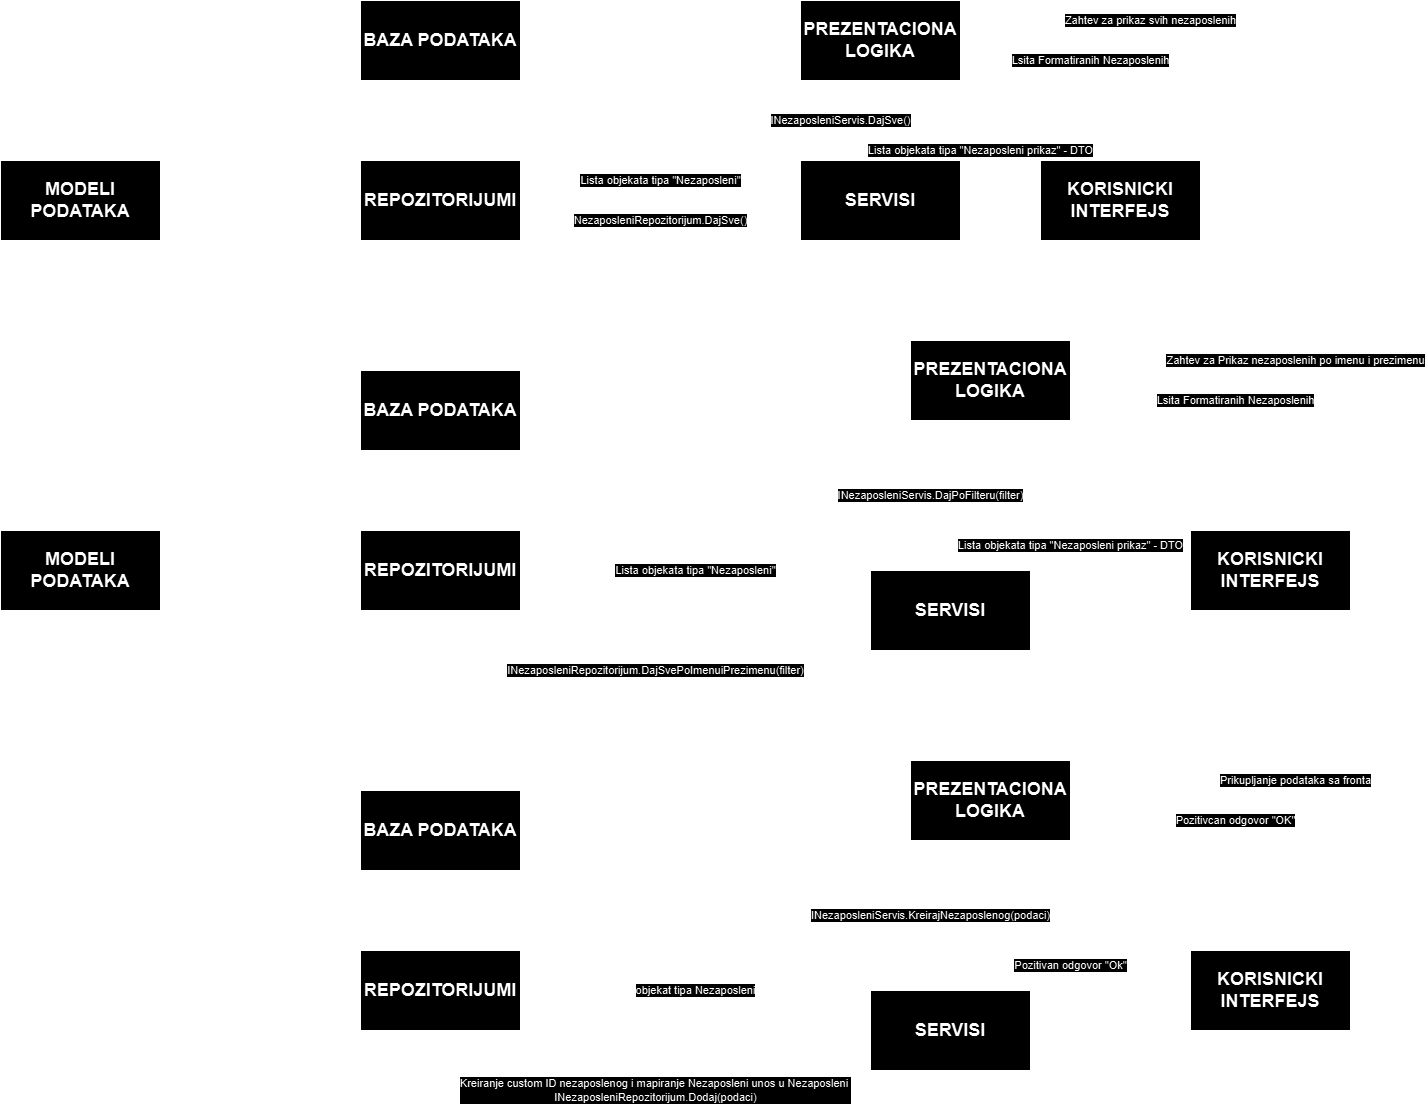 BAZA PODATAKA
PREZENTACIONA
LOGIKA
Zahtev za prikaz svih nezaposlenih
Lsita Formatiranih Nezaposlenih
INezaposleniServis.DajSve()
Lista objekata tipa "Nezaposleni prikaz" - DTO
MODELI
PODATAKA
REPOZITORIJUMI
Lista objekata tipa "Nezaposleni"
NezaposleniRepozitorijum.DajSve()
SERVISI
KORISNICKI
INTERFEJS
BAZA PODATAKA
PREZENTACIONA
LOGIKA
Zahtev za Prikaz nezaposlenih po imenu i prezimenu
Lsita Formatiranih Nezaposlenih
INezaposleniServis.DajPoFilteru(filter)
Lista objekata tipa "Nezaposleni prikaz" - DTO
MODELI
PODATAKA
REPOZITORIJUMI
Lista objekata tipa "Nezaposleni"
SERVISI
KORISNICKI
INTERFEJS
INezaposleniRepozitorijum.DajSvePoImenuiPrezimenu(filter)
BAZA PODATAKA
PREZENTACIONA
LOGIKA
Prikupljanje podataka sa fronta
Pozitivcan odgovor "OK"
INezaposleniServis.KreirajNezaposlenog(podaci)
Pozitivan odgovor "Ok"
REPOZITORIJUMI
objekat tipa Nezaposleni
SERVISI
KORISNICKI
INTERFEJS
Kreiranje custom ID nezaposlenog i mapiranje Nezaposleni unos u Nezaposleni
INezaposleniRepozitorijum.Dodaj(podaci)